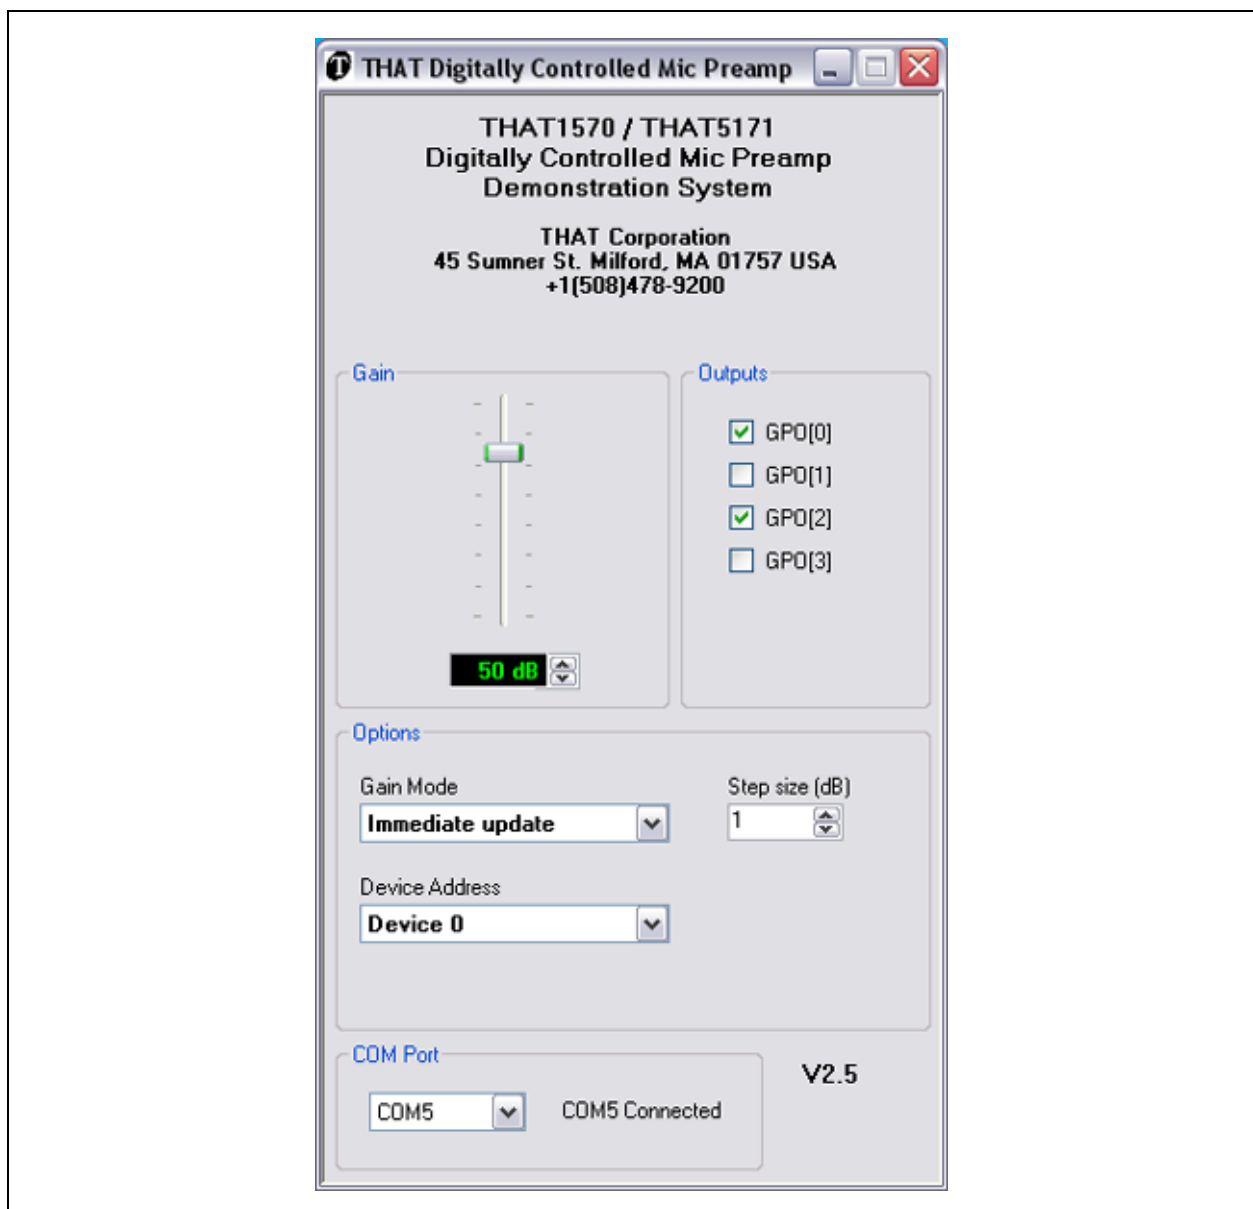 THAT Digitally Controlled Mic Preamp
THAT1570 / THAT5171
Digitally Controlled Mic Preamp
Demonstration System
THAT Corporation
45 Sumner St. Milford, MA 01757 USA
+1(508)478-9200
Gain
50 dB
Outputs
GPO[0]
GPO[1]
GPO[2]
GPO[3]
Options
Gain Mode
Immediate update
Step size (dB)
1
Device Address
Device 0
COM Port
COM5
COM5 Connected
V2.5